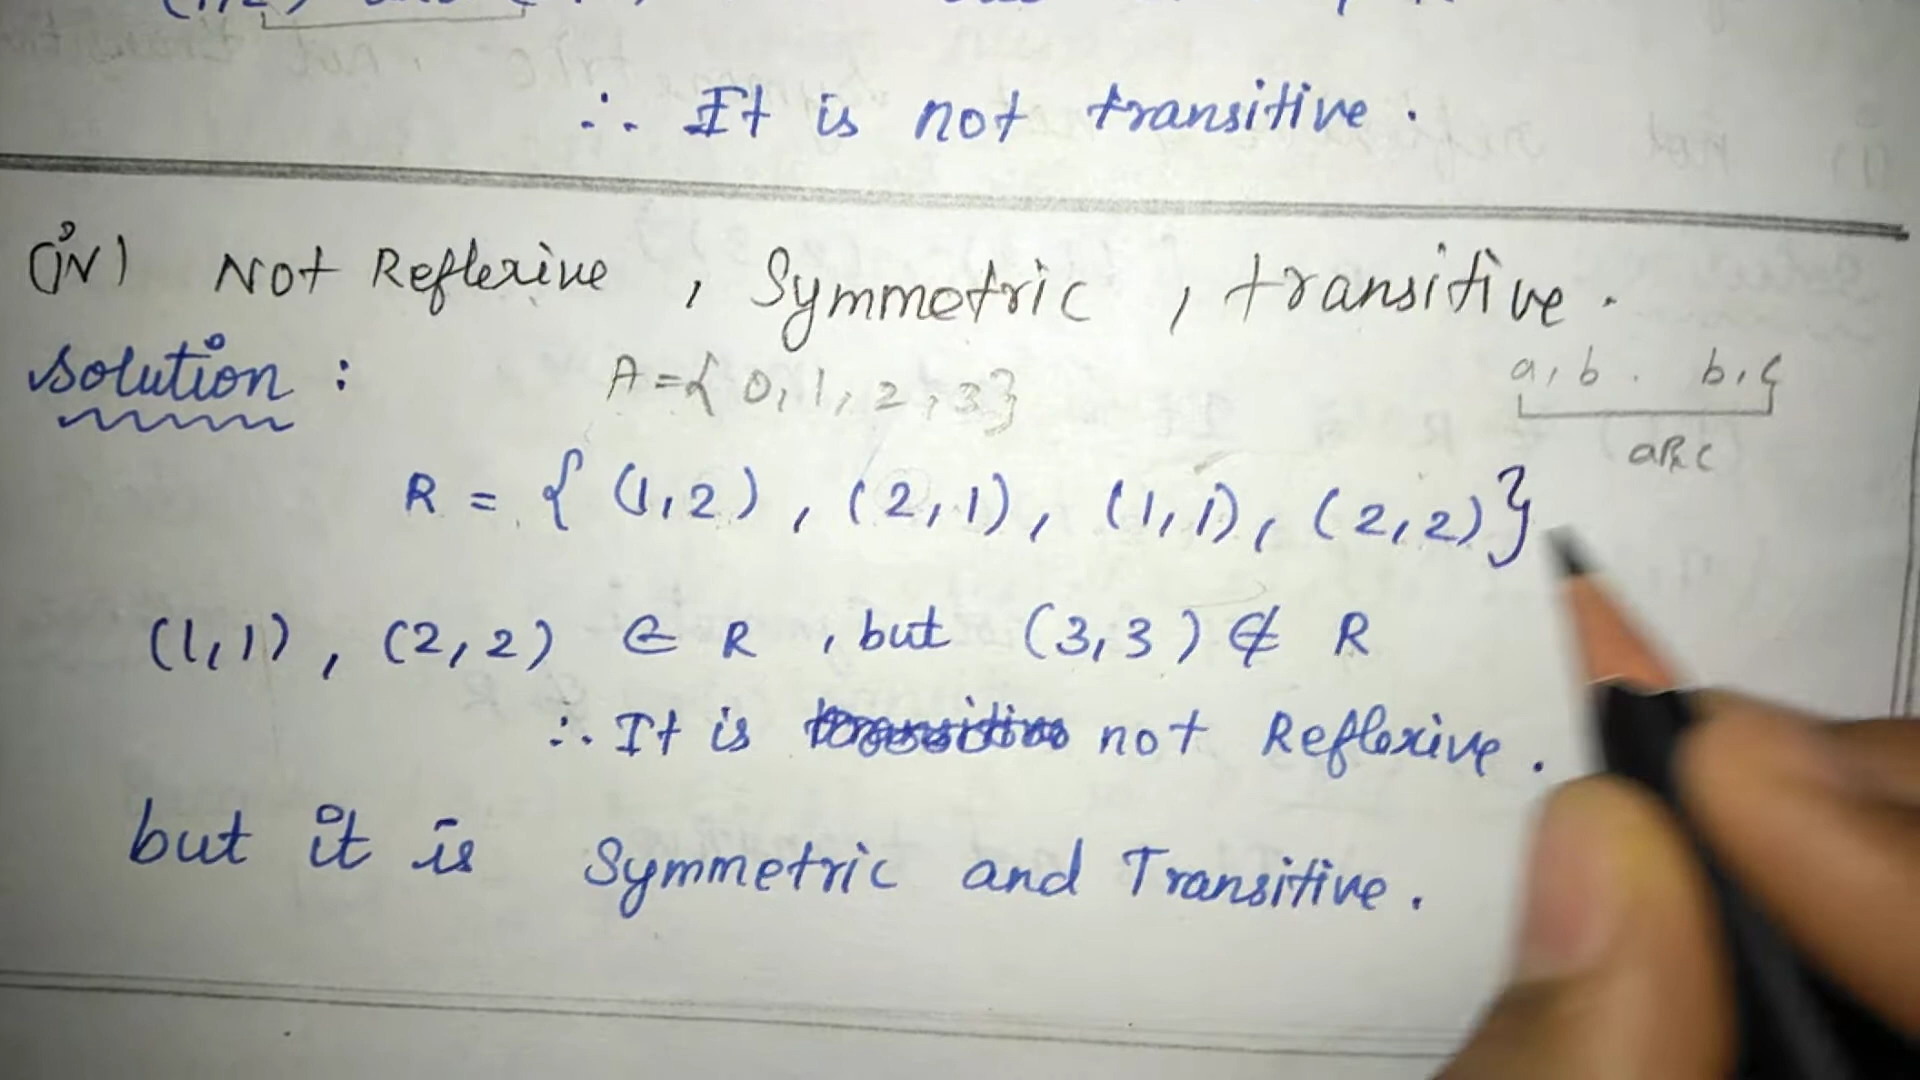 ∴ It is not transitive.
(iv) Not Reflexive, Symmetric, transitive.
Solution :
A={0,1,2,3}
a,b . b,c
aRc
R = { (1,2), (2,1), (1,1), (2,2)}
(1,1), (2,2) ∈ R, but (3,3) ∉ R
∴ It is not Reflexive.
but it is Symmetric and Transitive.